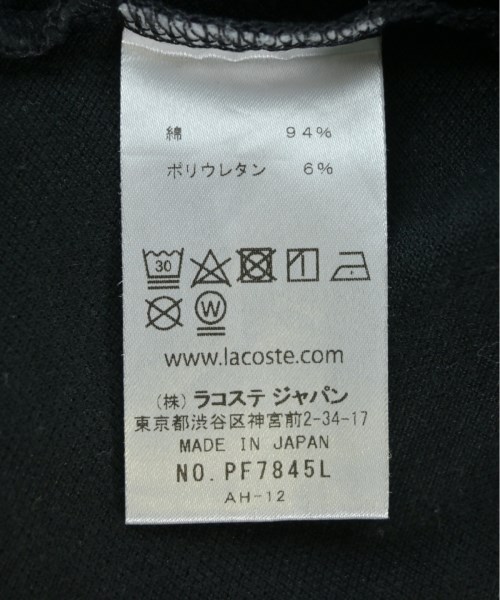 綿 94%
ポリウレタン 6%
30
W
www.lacoste.com
(株) ラコステ ジャパン
東京都渋谷区神宮前2-34-17
MADE IN JAPAN
NO. PF7845L
AH-12